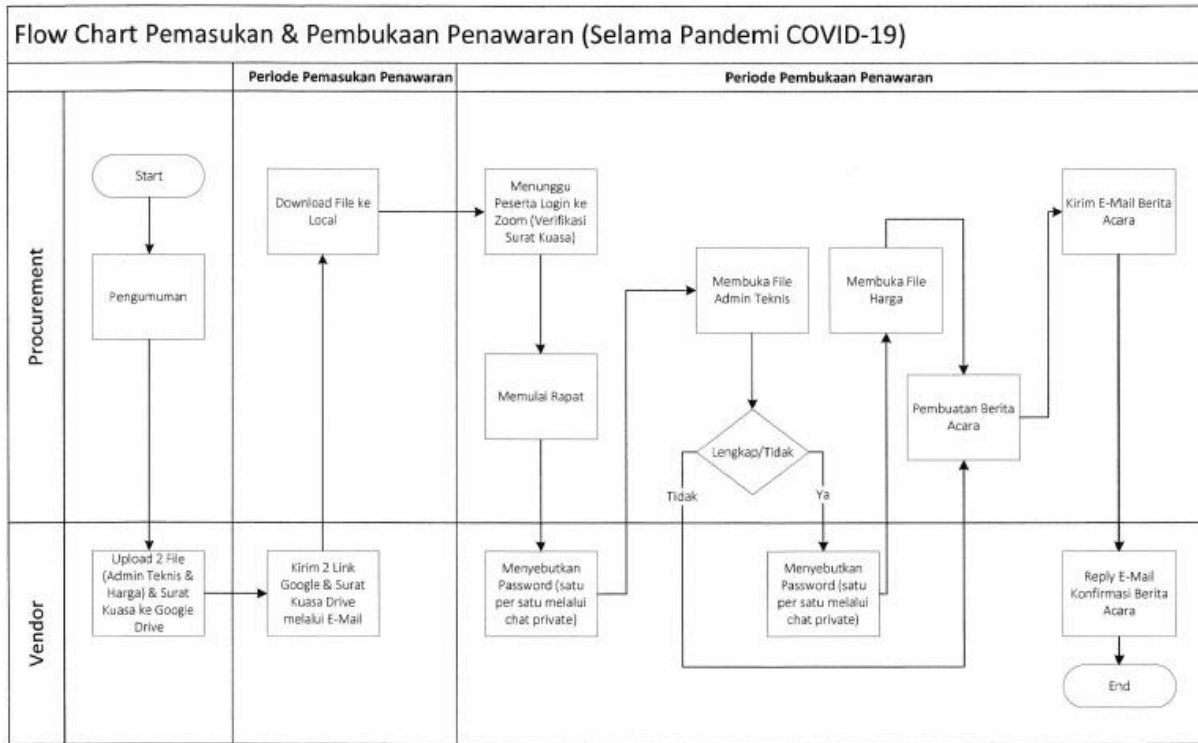 Flow Chart Pemasukan & Pembukaan Penawaran (Selama Pandemi COVID-19)
Periode Pemasukan Penawaran
Periode Pembukaan Penawaran
Procurement
Start
Pengumuman
Download File ke
Local
Menunggu
Peserta Login ke
Zoom (Verifikasi
Surat Kuasa)
Memulai Rapat
Membuka File
Admin Teknis
Lengkap/Tidak
Tidak
Ya
Membuka File
Harga
Pembuatan Berita
Acara
Kirim E-Mail Berita
Acara
Vendor
Upload 2 File
(Admin Teknis &
Harga) & Surat
Kuasa ke Google
Drive
Kirim 2 Link
Google & Surat
Kuasa Drive
melalui E-Mail
Menyebutkan
Password (satu
per satu melalui
chat private)
Menyebutkan
Password (satu
per satu melalui
chat private)
Reply E-Mail
Konfirmasi Berita
Acara
End